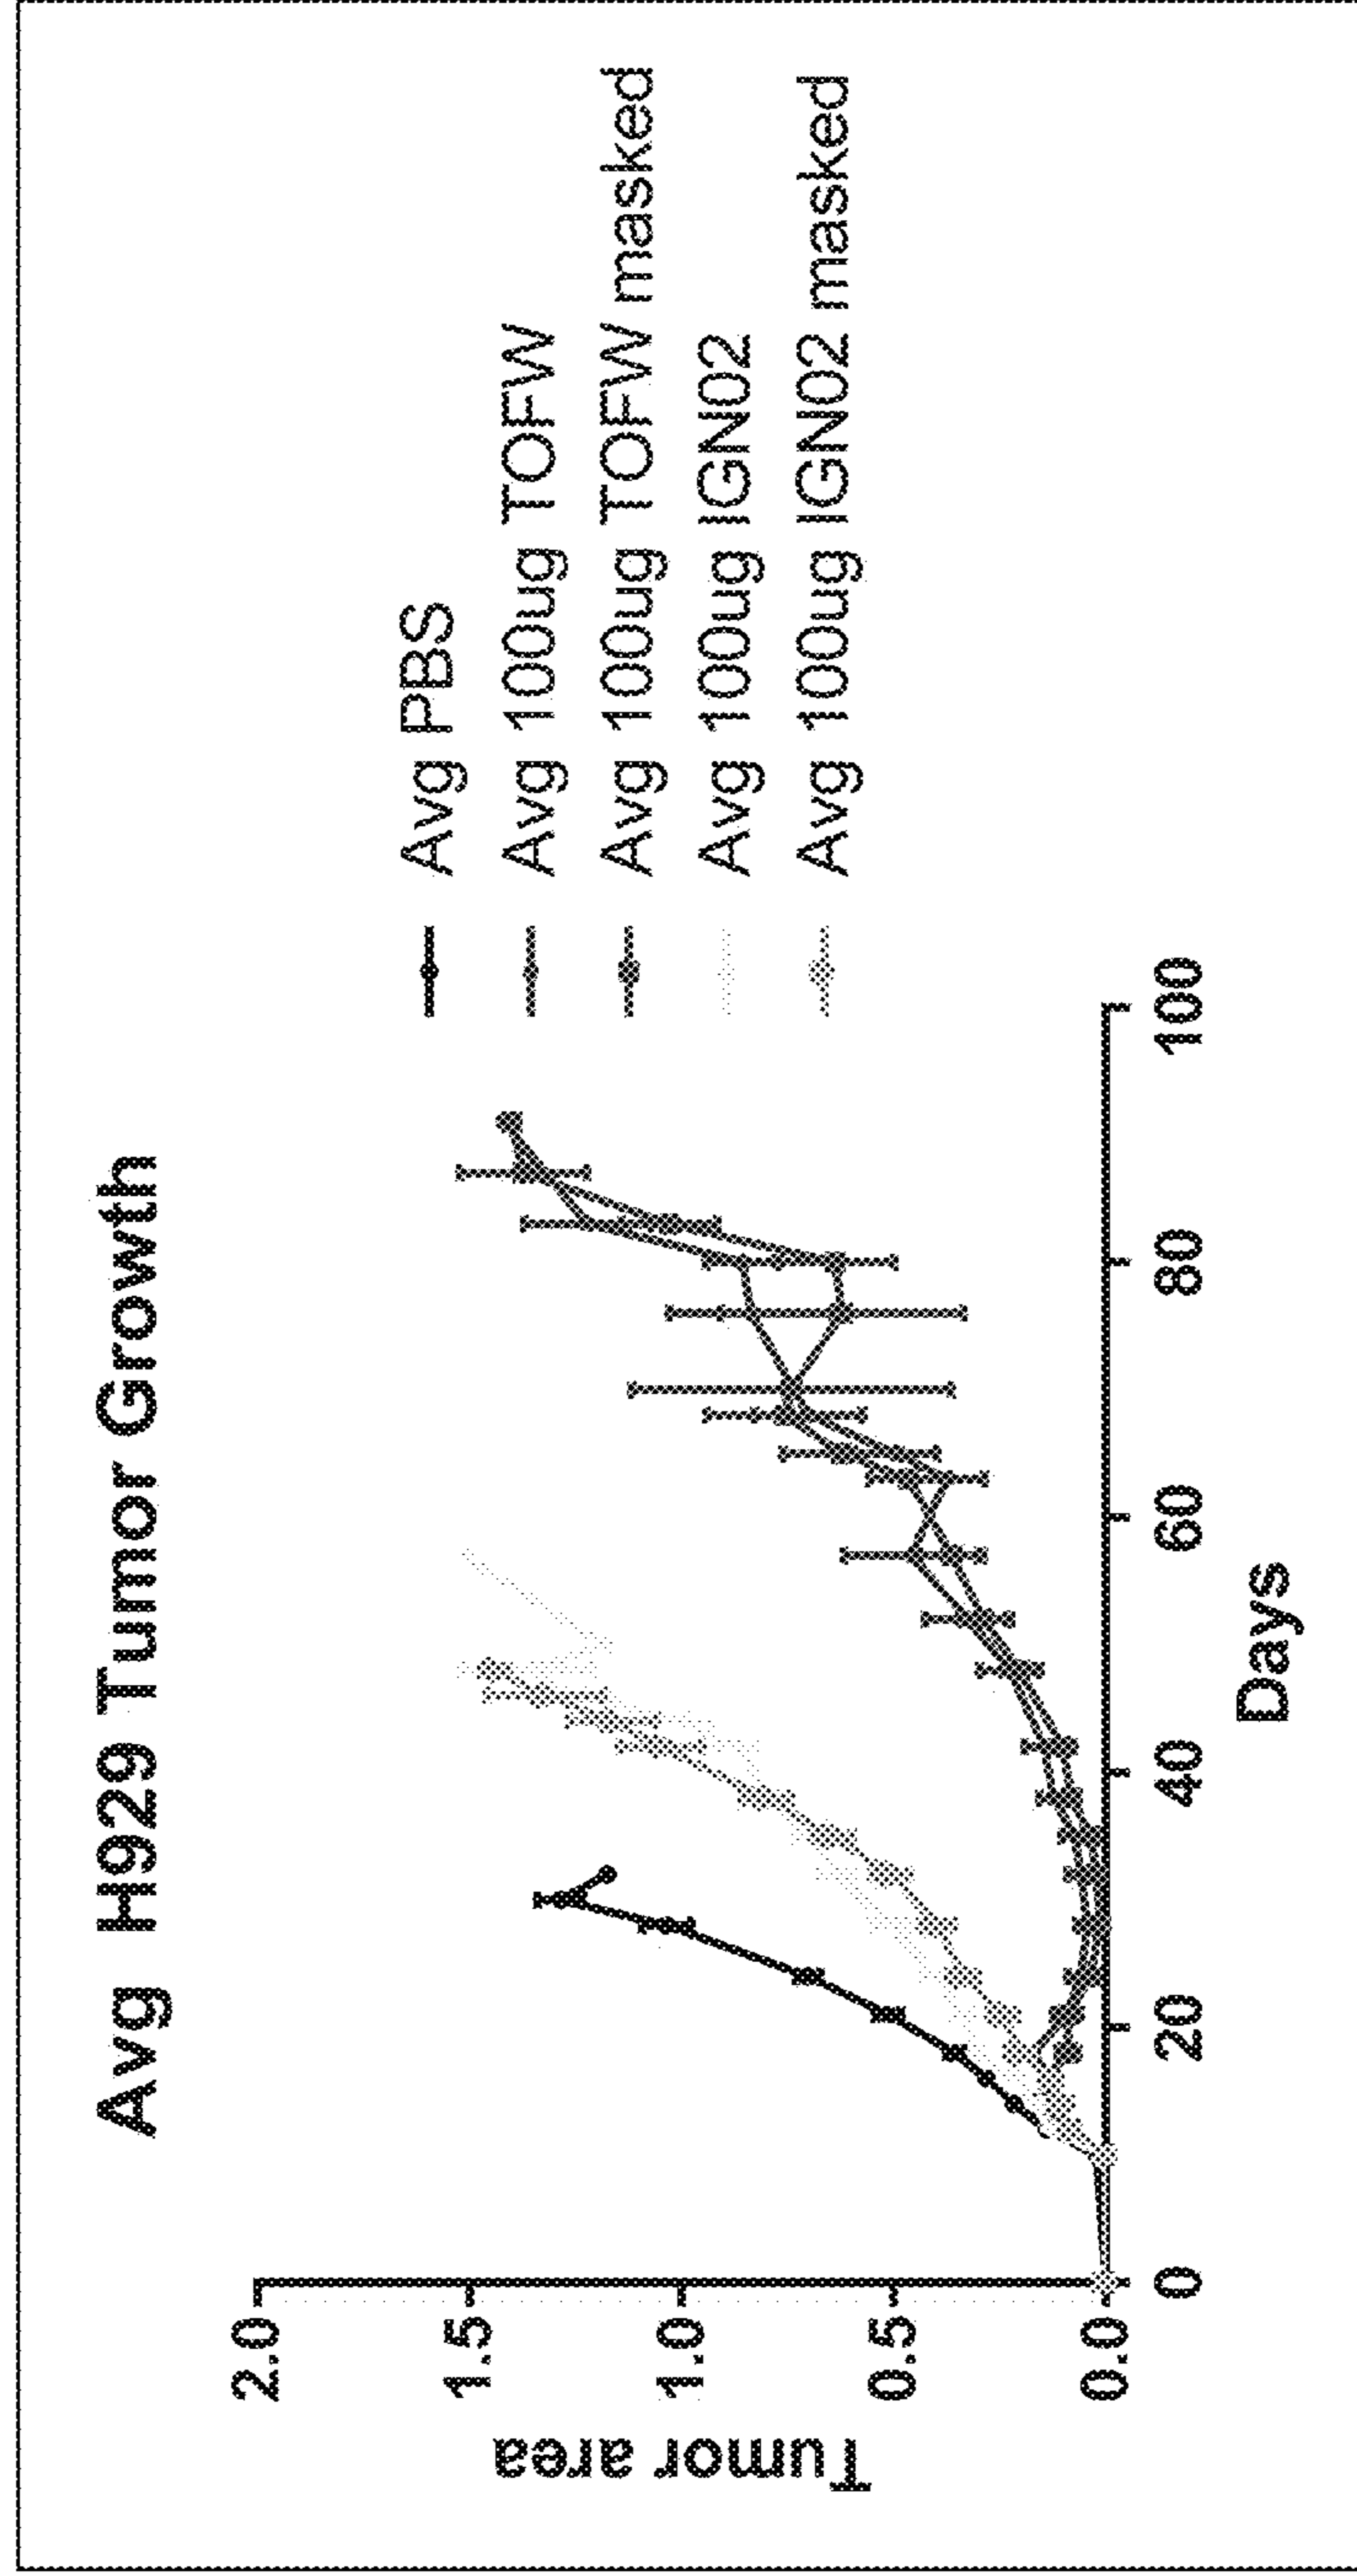 Avg H929 Tumor Growth
Tumor area
2.0
1.5
1.0
0.5
0.0
0
20
40
60
80
100
Days
Avg PBS
Avg 100ug TOFW
Avg 100ug TOFW masked
Avg 100ug IGN02
Avg 100ug IGN02 masked